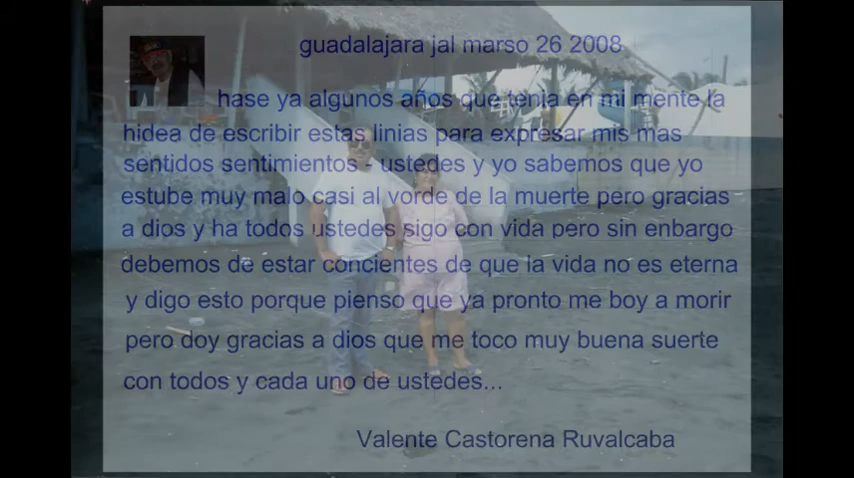 guadalajara jal marso 26 2008
hase ya algunos años que tenia en mi mente la
hidea de escribir estas linias para expresar mis mas
sentidos sentimientos - ustedes y yo sabemos que yo
estube muy malo casi al vorde de la muerte pero gracias
a dios y ha todos ustedes sigo con vida pero sin enbargo
debemos de estar concientes de que la vida no es eterna
y digo esto porque pienso que ya pronto me boy a morir
pero doy gracias a dios que me toco muy buena suerte
con todos y cada uno de ustedes...
Valente Castorena Ruvalcaba